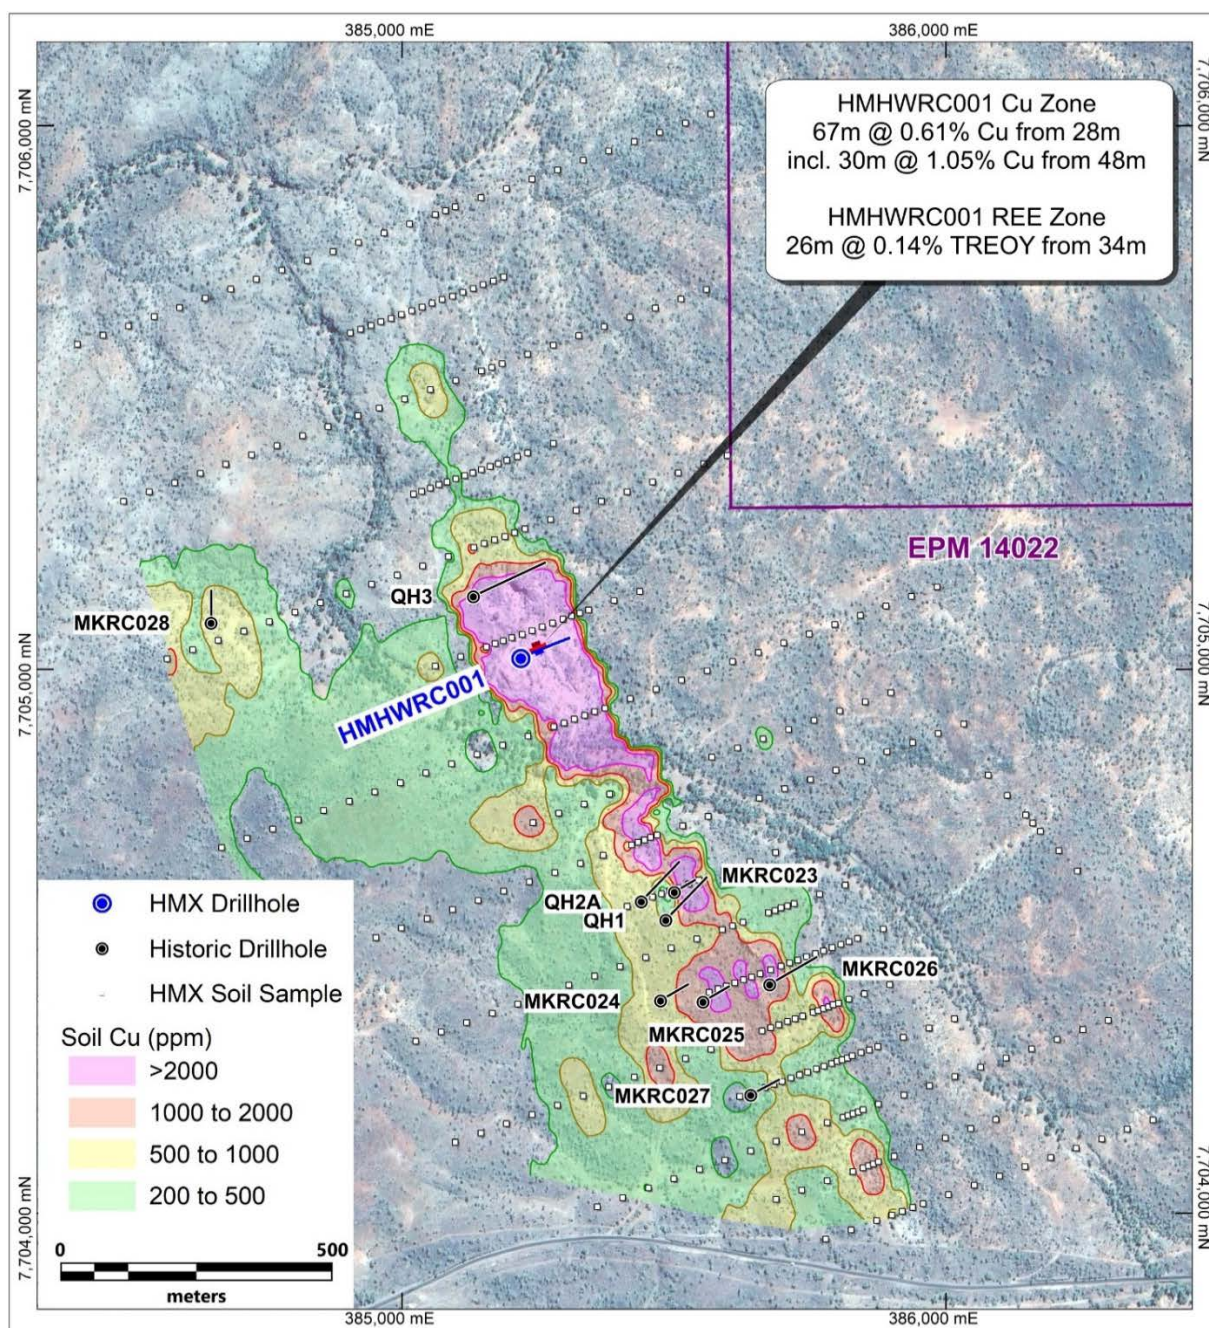 385,000 mE
386,000 mE
7,706,000 mN
7,706,000 mN
HMHWRC001 Cu Zone
67m @ 0.61% Cu from 28m
incl. 30m @ 1.05% Cu from 48m
HMHWRC001 REE Zone
26m @ 0.14% TREOY from 34m
EPM 14022
QH3
MKRC028
7,705,000 mN
7,705,000 mN
HMHWRC001
MKRC023
QH2A
QH1
MKRC026
MKRC024
MKRC025
MKRC027
HMX Drillhole
Historic Drillhole
HMX Soil Sample
Soil Cu (ppm)
>2000
1000 to 2000
500 to 1000
200 to 500
0 500
meters
7,704,000 mN
7,704,000 mN
385,000 mE
386,000 mE